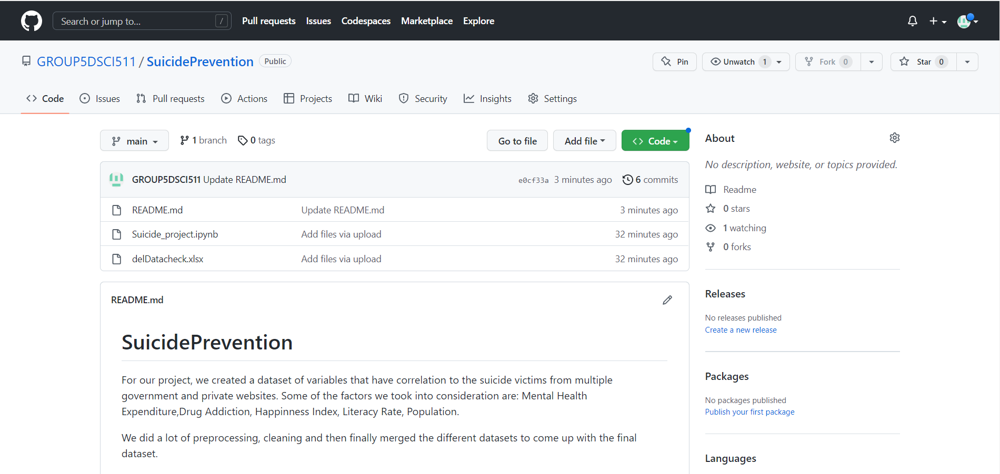 Search or jump to... /
Pull requests Issues Codespaces Marketplace Explore
GROUP5DSCI511 / SuicidePrevention Public
Pin Unwatch 1 Fork 0 Star 0
Code Issues Pull requests Actions Projects Wiki Security Insights Settings
main 1 branch 0 tags Go to file Add file Code
GROUP5DSCI511 Update README.md e0cf33a 3 minutes ago 6 commits
README.md Update README.md 3 minutes ago
Suicide_project.ipynb Add files via upload 32 minutes ago
delDatacheck.xlsx Add files via upload 32 minutes ago
README.md
SuicidePrevention
For our project, we created a dataset of variables that have correlation to the suicide victims from multiple
government and private websites. Some of the factors we took into consideration are: Mental Health
Expenditure,Drug Addiction, Happinness Index, Literacy Rate, Population.
We did a lot of preprocessing, cleaning and then finally merged the different datasets to come up with the final
dataset.
About
No description, website, or topics provided.
Readme
0 stars
1 watching
0 forks
Releases
No releases published
Create a new release
Packages
No packages published
Publish your first package
Languages